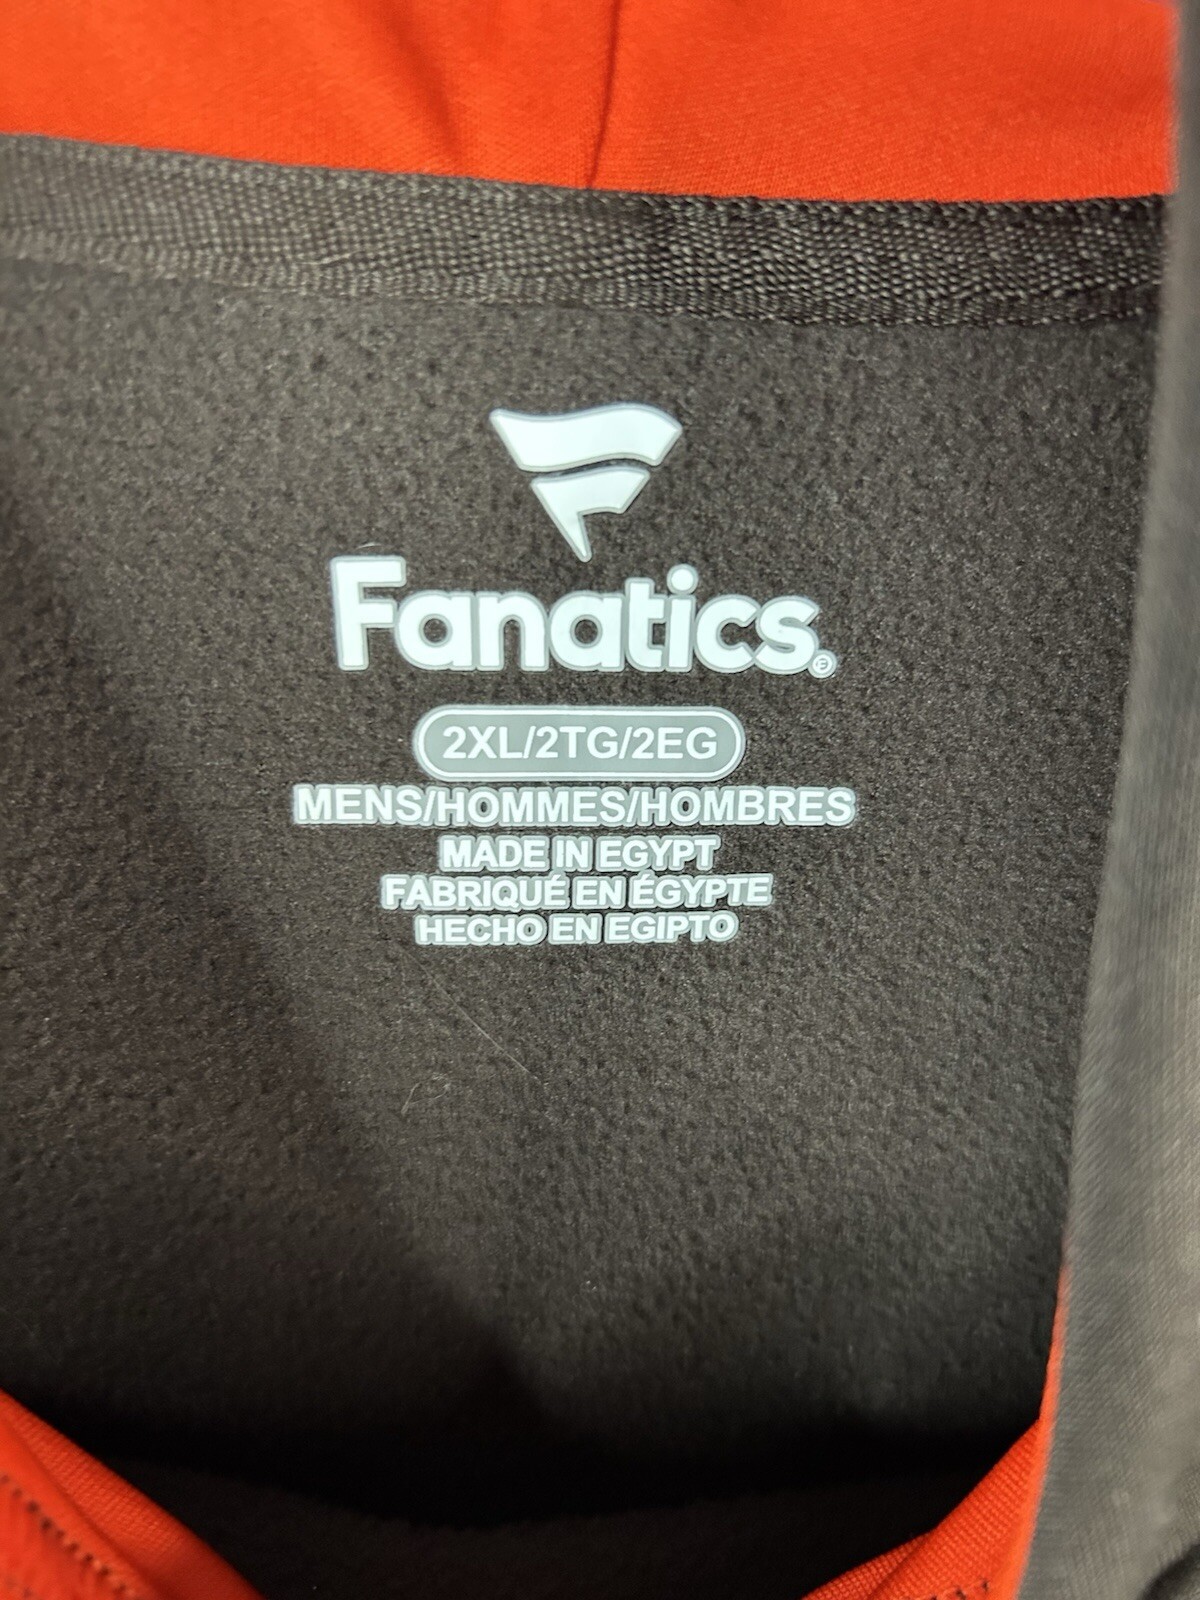 Fanatics.
2XL/2TG/2EG
MENS/HOMMES/HOMBRES
MADE IN EGYPT
FABRIQUÉ EN ÉGYPTE
HECHO EN EGIPTO